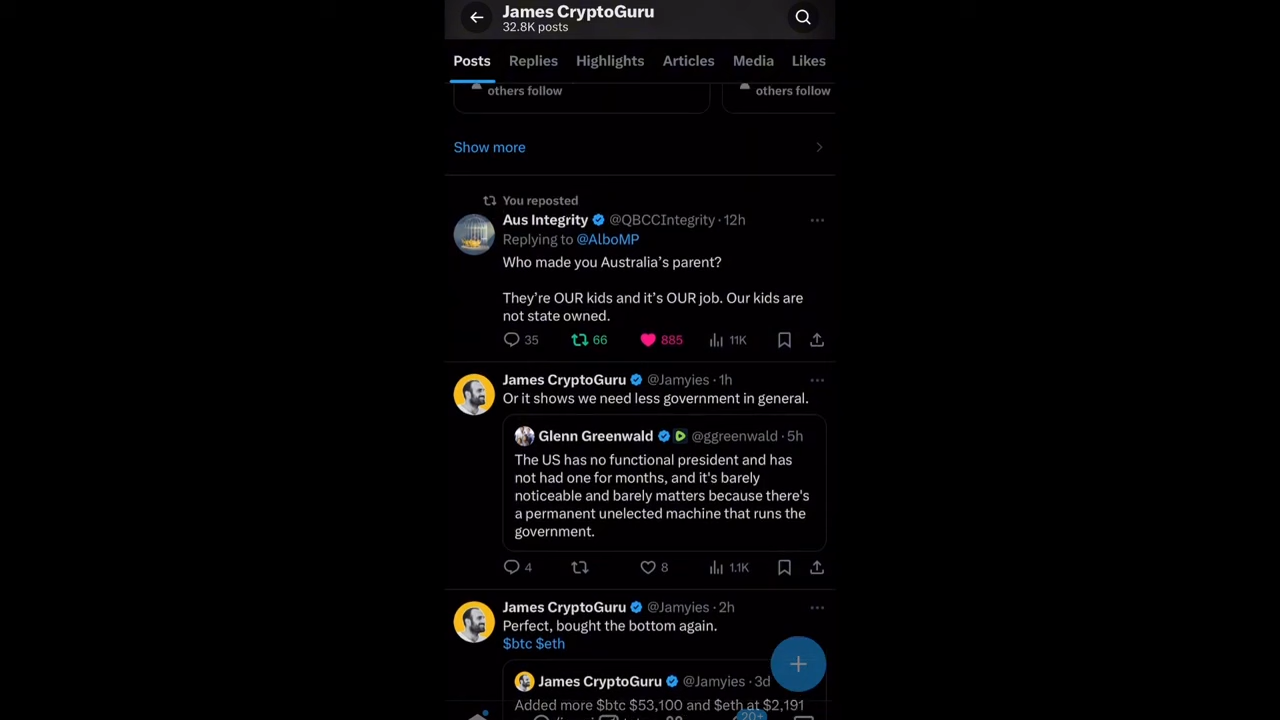 James CryptoGuru
32.8K posts
Posts Replies Highlights Articles Media Likes
others follow
others follow
Show more
You reposted
Aus Integrity @QBCCIntegrity · 12h
Replying to @AlboMP
Who made you Australia’s parent?
They’re OUR kids and it’s OUR job. Our kids are
not state owned.
35 66 885 11K
James CryptoGuru @Jamyies · 1h
Or it shows we need less government in general.
Glenn Greenwald @ggreenwald · 5h
The US has no functional president and has
not had one for months, and it's barely
noticeable and barely matters because there's
a permanent unelected machine that runs the
government.
4 8 1.1K
James CryptoGuru @Jamyies · 2h
Perfect, bought the bottom again.
$btc $eth
James CryptoGuru @Jamyies · 3d
Added more $btc $53,100 and $eth at $2,191
20+